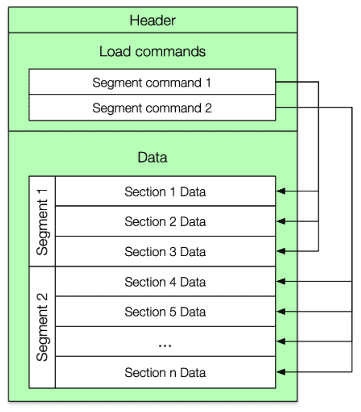 Header
Load commands
Segment command 1
Segment command 2
Data
Segment 1
Section 1 Data
Section 2 Data
Section 3 Data
Segment 2
Section 4 Data
Section 5 Data
...
Section n Data